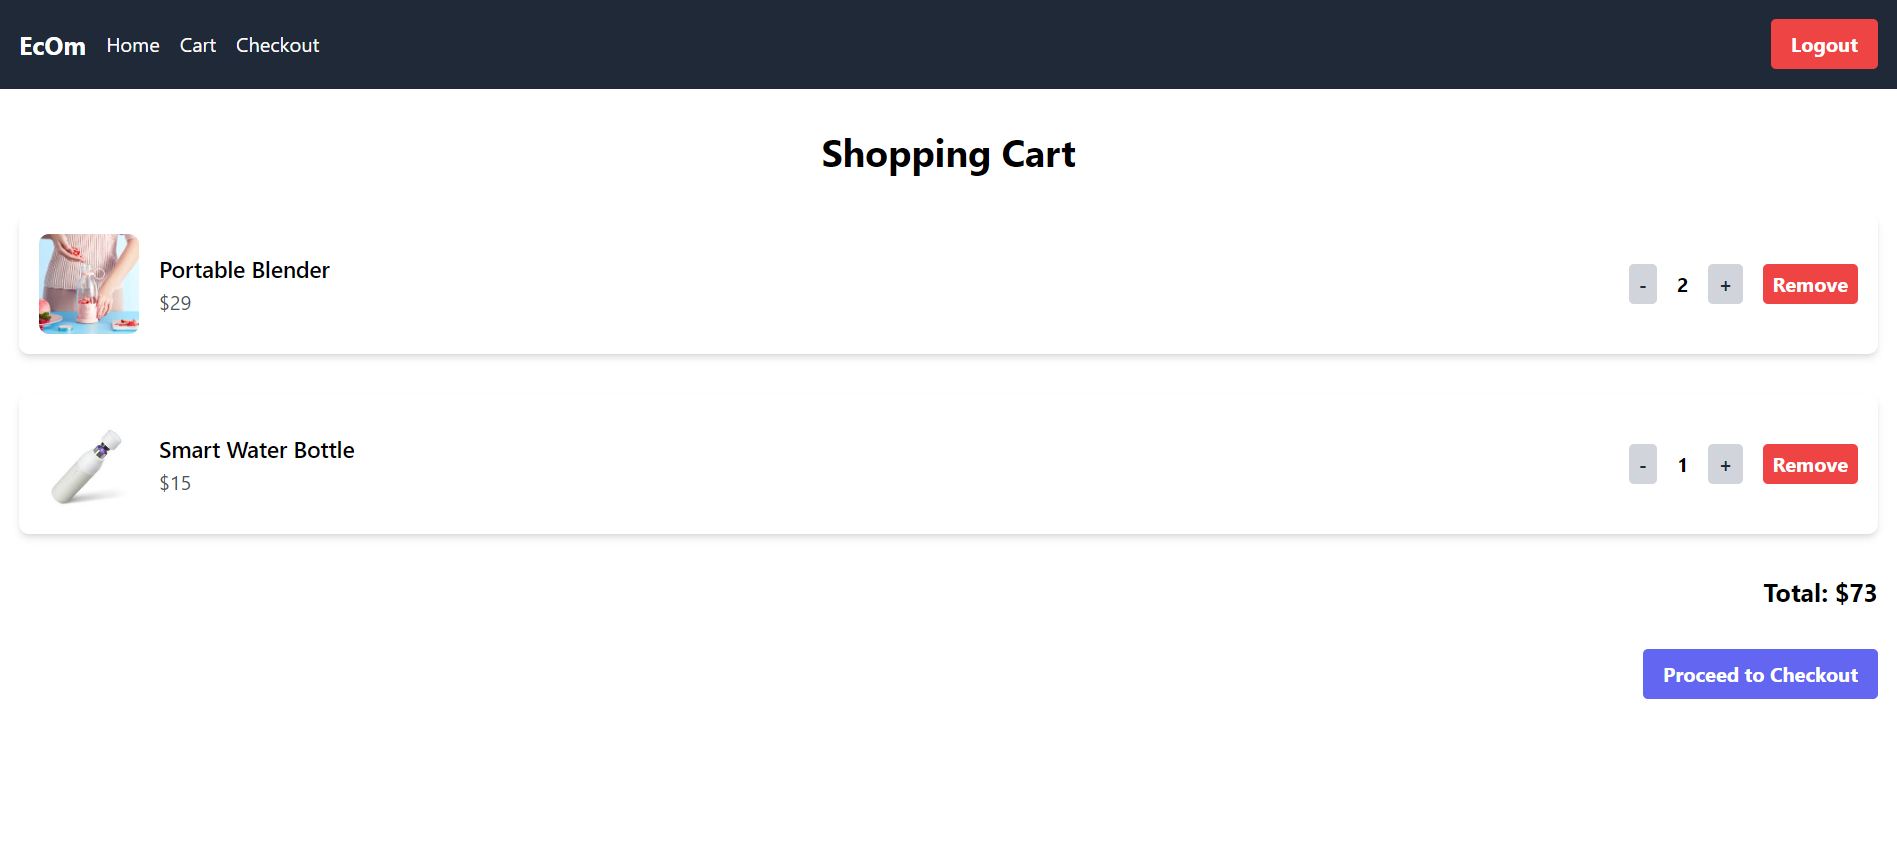 EcOm Home Cart Checkout Logout
Shopping Cart
Portable Blender
$29
- 2 + Remove
Smart Water Bottle
$15
- 1 + Remove
Total: $73
Proceed to Checkout